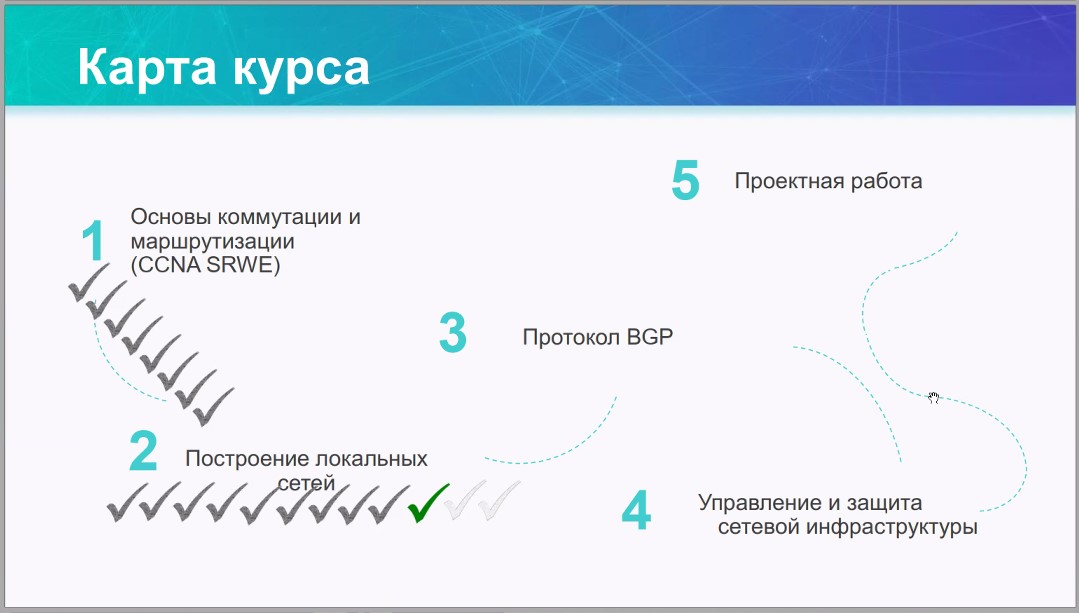 Карта курса
1
Основы коммутации и
маршрутизации
(CCNA SRWE)
2
Построение локальных
сетей
3
Протокол BGP
4
Управление и защита
сетевой инфраструктуры
5
Проектная работа